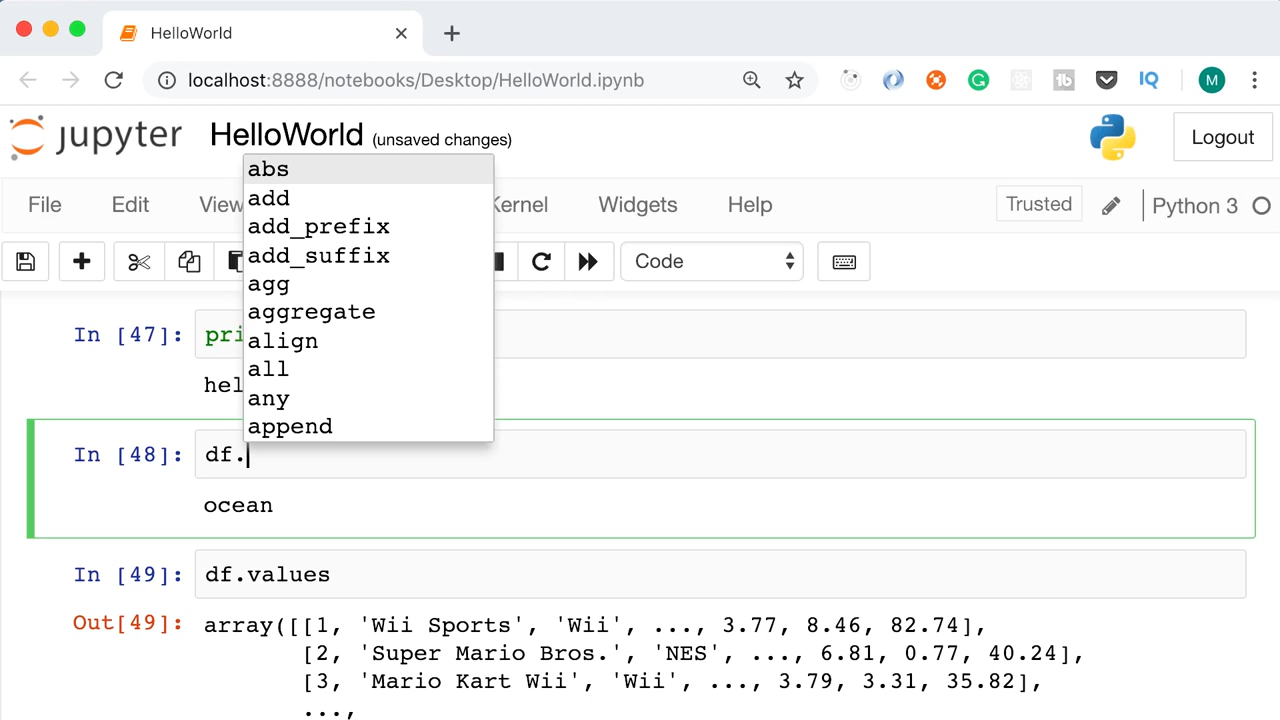 HelloWorld
localhost:8888/notebooks/Desktop/HelloWorld.ipynb
M
jupyter HelloWorld (unsaved changes)
Logout
File Edit View Kernel Widgets Help Trusted Python 3
Code
abs
add
add_prefix
add_suffix
agg
aggregate
align
all
any
append
In [47]: pri
hel
In [48]: df.
ocean
In [49]: df.values
Out[49]: array([[1, 'Wii Sports', 'Wii', ..., 3.77, 8.46, 82.74],
[2, 'Super Mario Bros.', 'NES', ..., 6.81, 0.77, 40.24],
[3, 'Mario Kart Wii', 'Wii', ..., 3.79, 3.31, 35.82],
...,